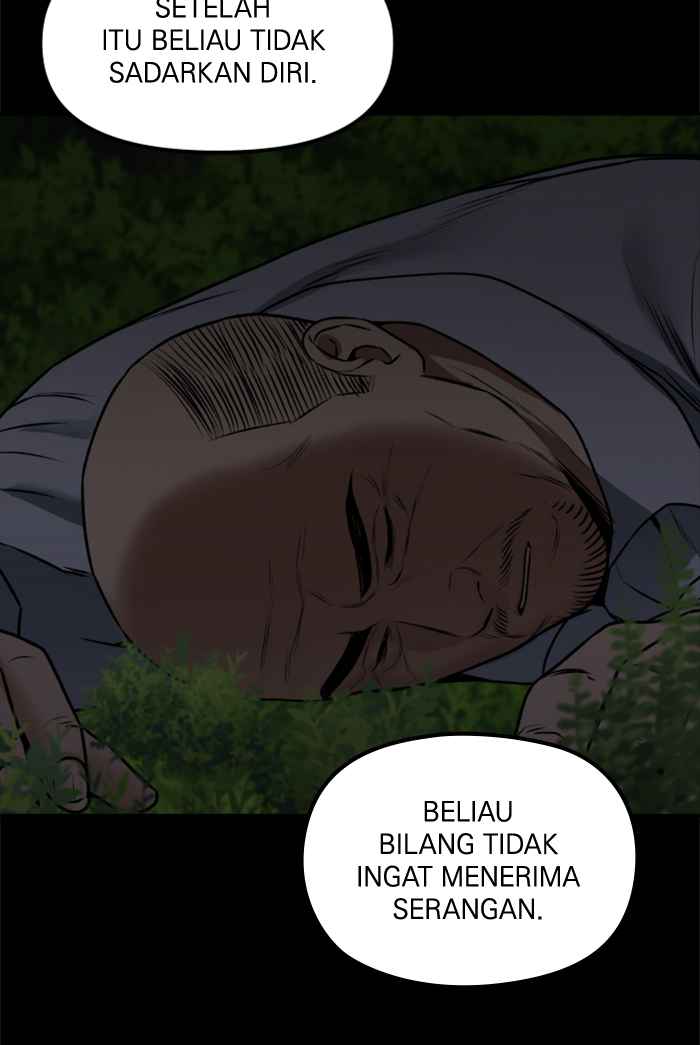 SETELAH
ITU BELIAU TIDAK
SADARKAN DIRI.
BELIAU
BILANG TIDAK
INGAT MENERIMA
SERANGAN.